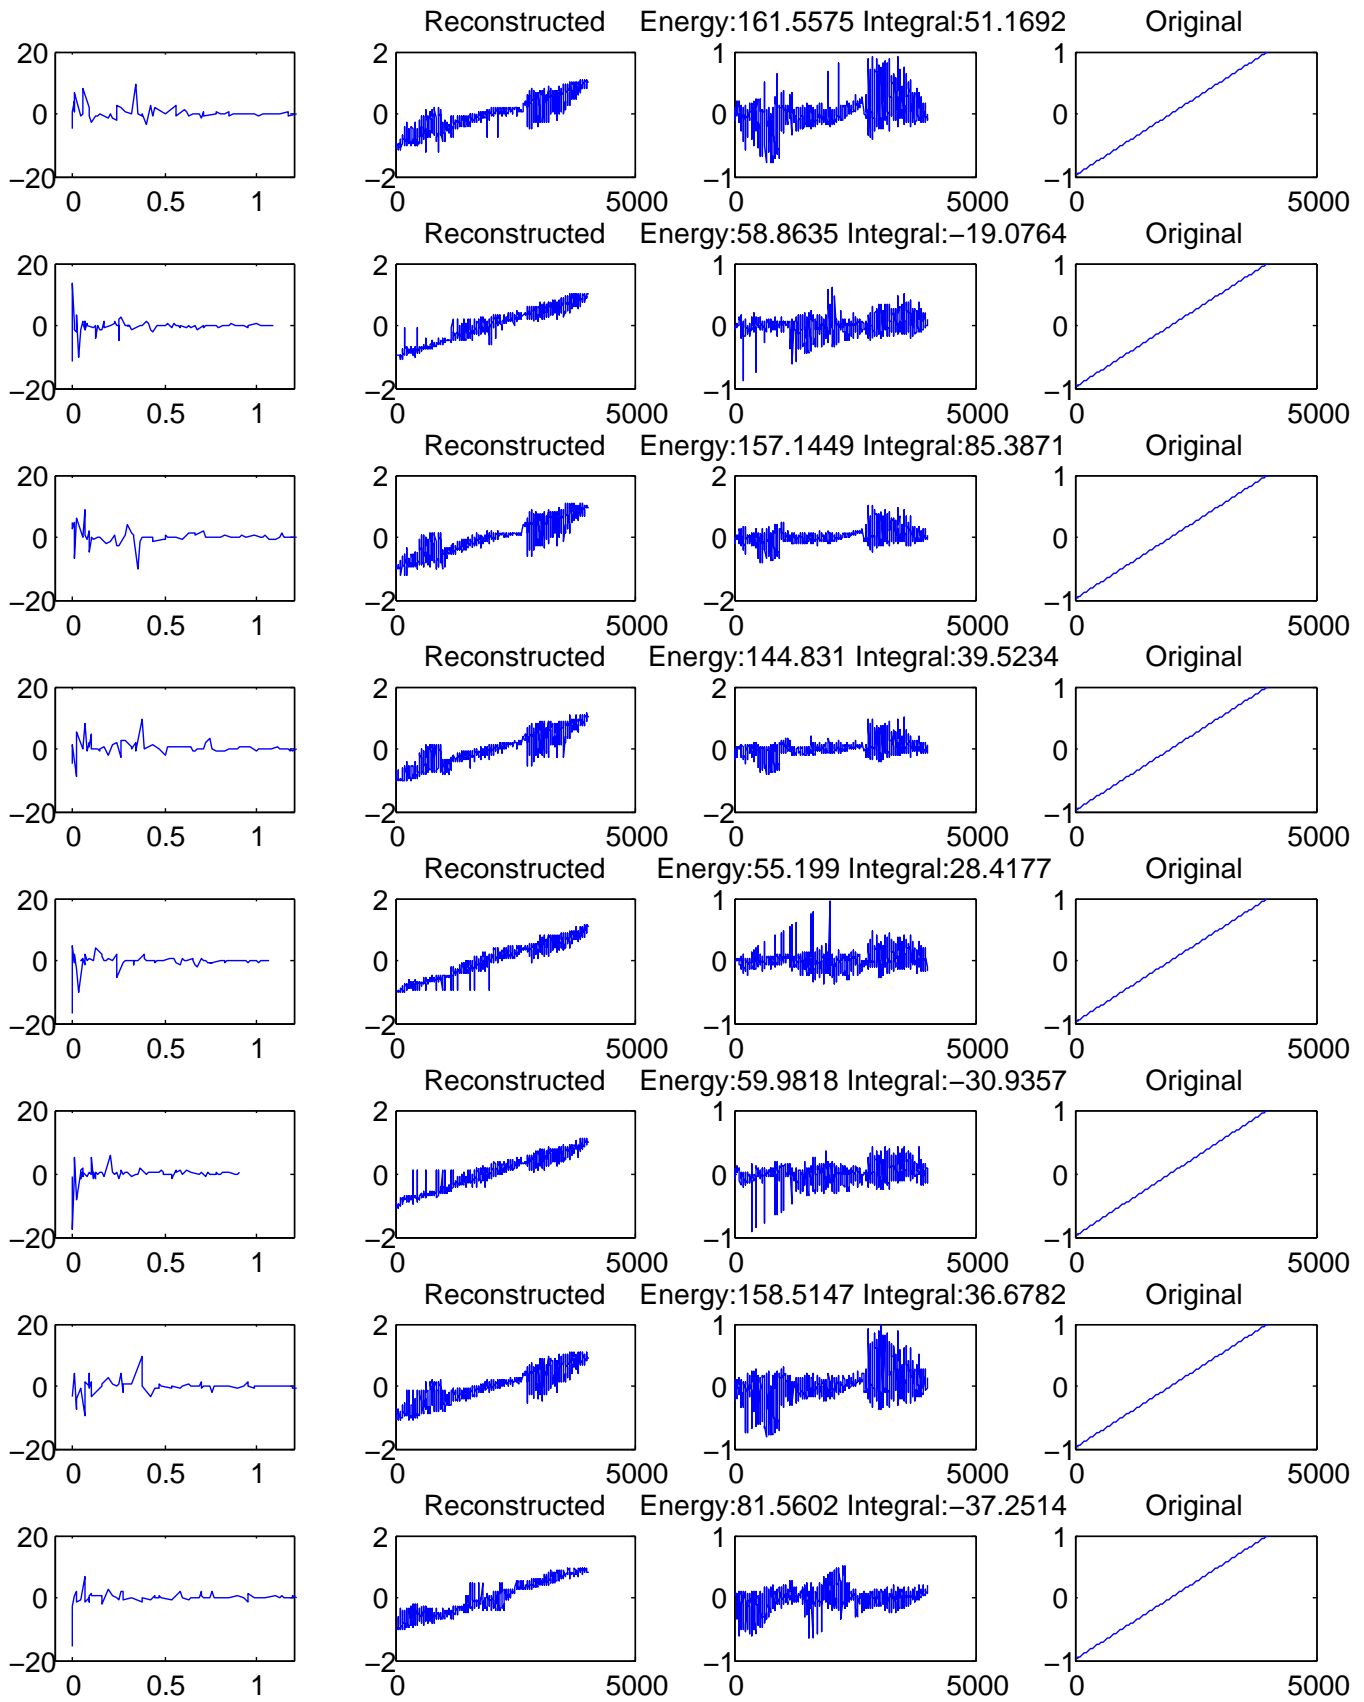 Reconstructed Energy:161.5575 Integral:51.1692 Original
20 2 1 1
0 0 0 0
−20 −2 −1 −1
0 0.5 1 0 5000 0 5000 0 5000
Reconstructed Energy:58.8635 Integral:−19.0764 Original
20 2 1 1
0 0 0 0
−20 −2 −1 −1
0 0.5 1 0 5000 0 5000 0 5000
Reconstructed Energy:157.1449 Integral:85.3871 Original
20 2 2 1
0 0 0 0
−20 −2 −2 −1
0 0.5 1 0 5000 0 5000 0 5000
Reconstructed Energy:144.831 Integral:39.5234 Original
20 2 2 1
0 0 0 0
−20 −2 −2 −1
0 0.5 1 0 5000 0 5000 0 5000
Reconstructed Energy:55.199 Integral:28.4177 Original
20 2 1 1
0 0 0 0
−20 −2 −1 −1
0 0.5 1 0 5000 0 5000 0 5000
Reconstructed Energy:59.9818 Integral:−30.9357 Original
20 2 1 1
0 0 0 0
−20 −2 −1 −1
0 0.5 1 0 5000 0 5000 0 5000
Reconstructed Energy:158.5147 Integral:36.6782 Original
20 2 1 1
0 0 0 0
−20 −2 −1 −1
0 0.5 1 0 5000 0 5000 0 5000
Reconstructed Energy:81.5602 Integral:−37.2514 Original
20 2 1 1
0 0 0 0
−20 −2 −1 −1
0 0.5 1 0 5000 0 5000 0 5000